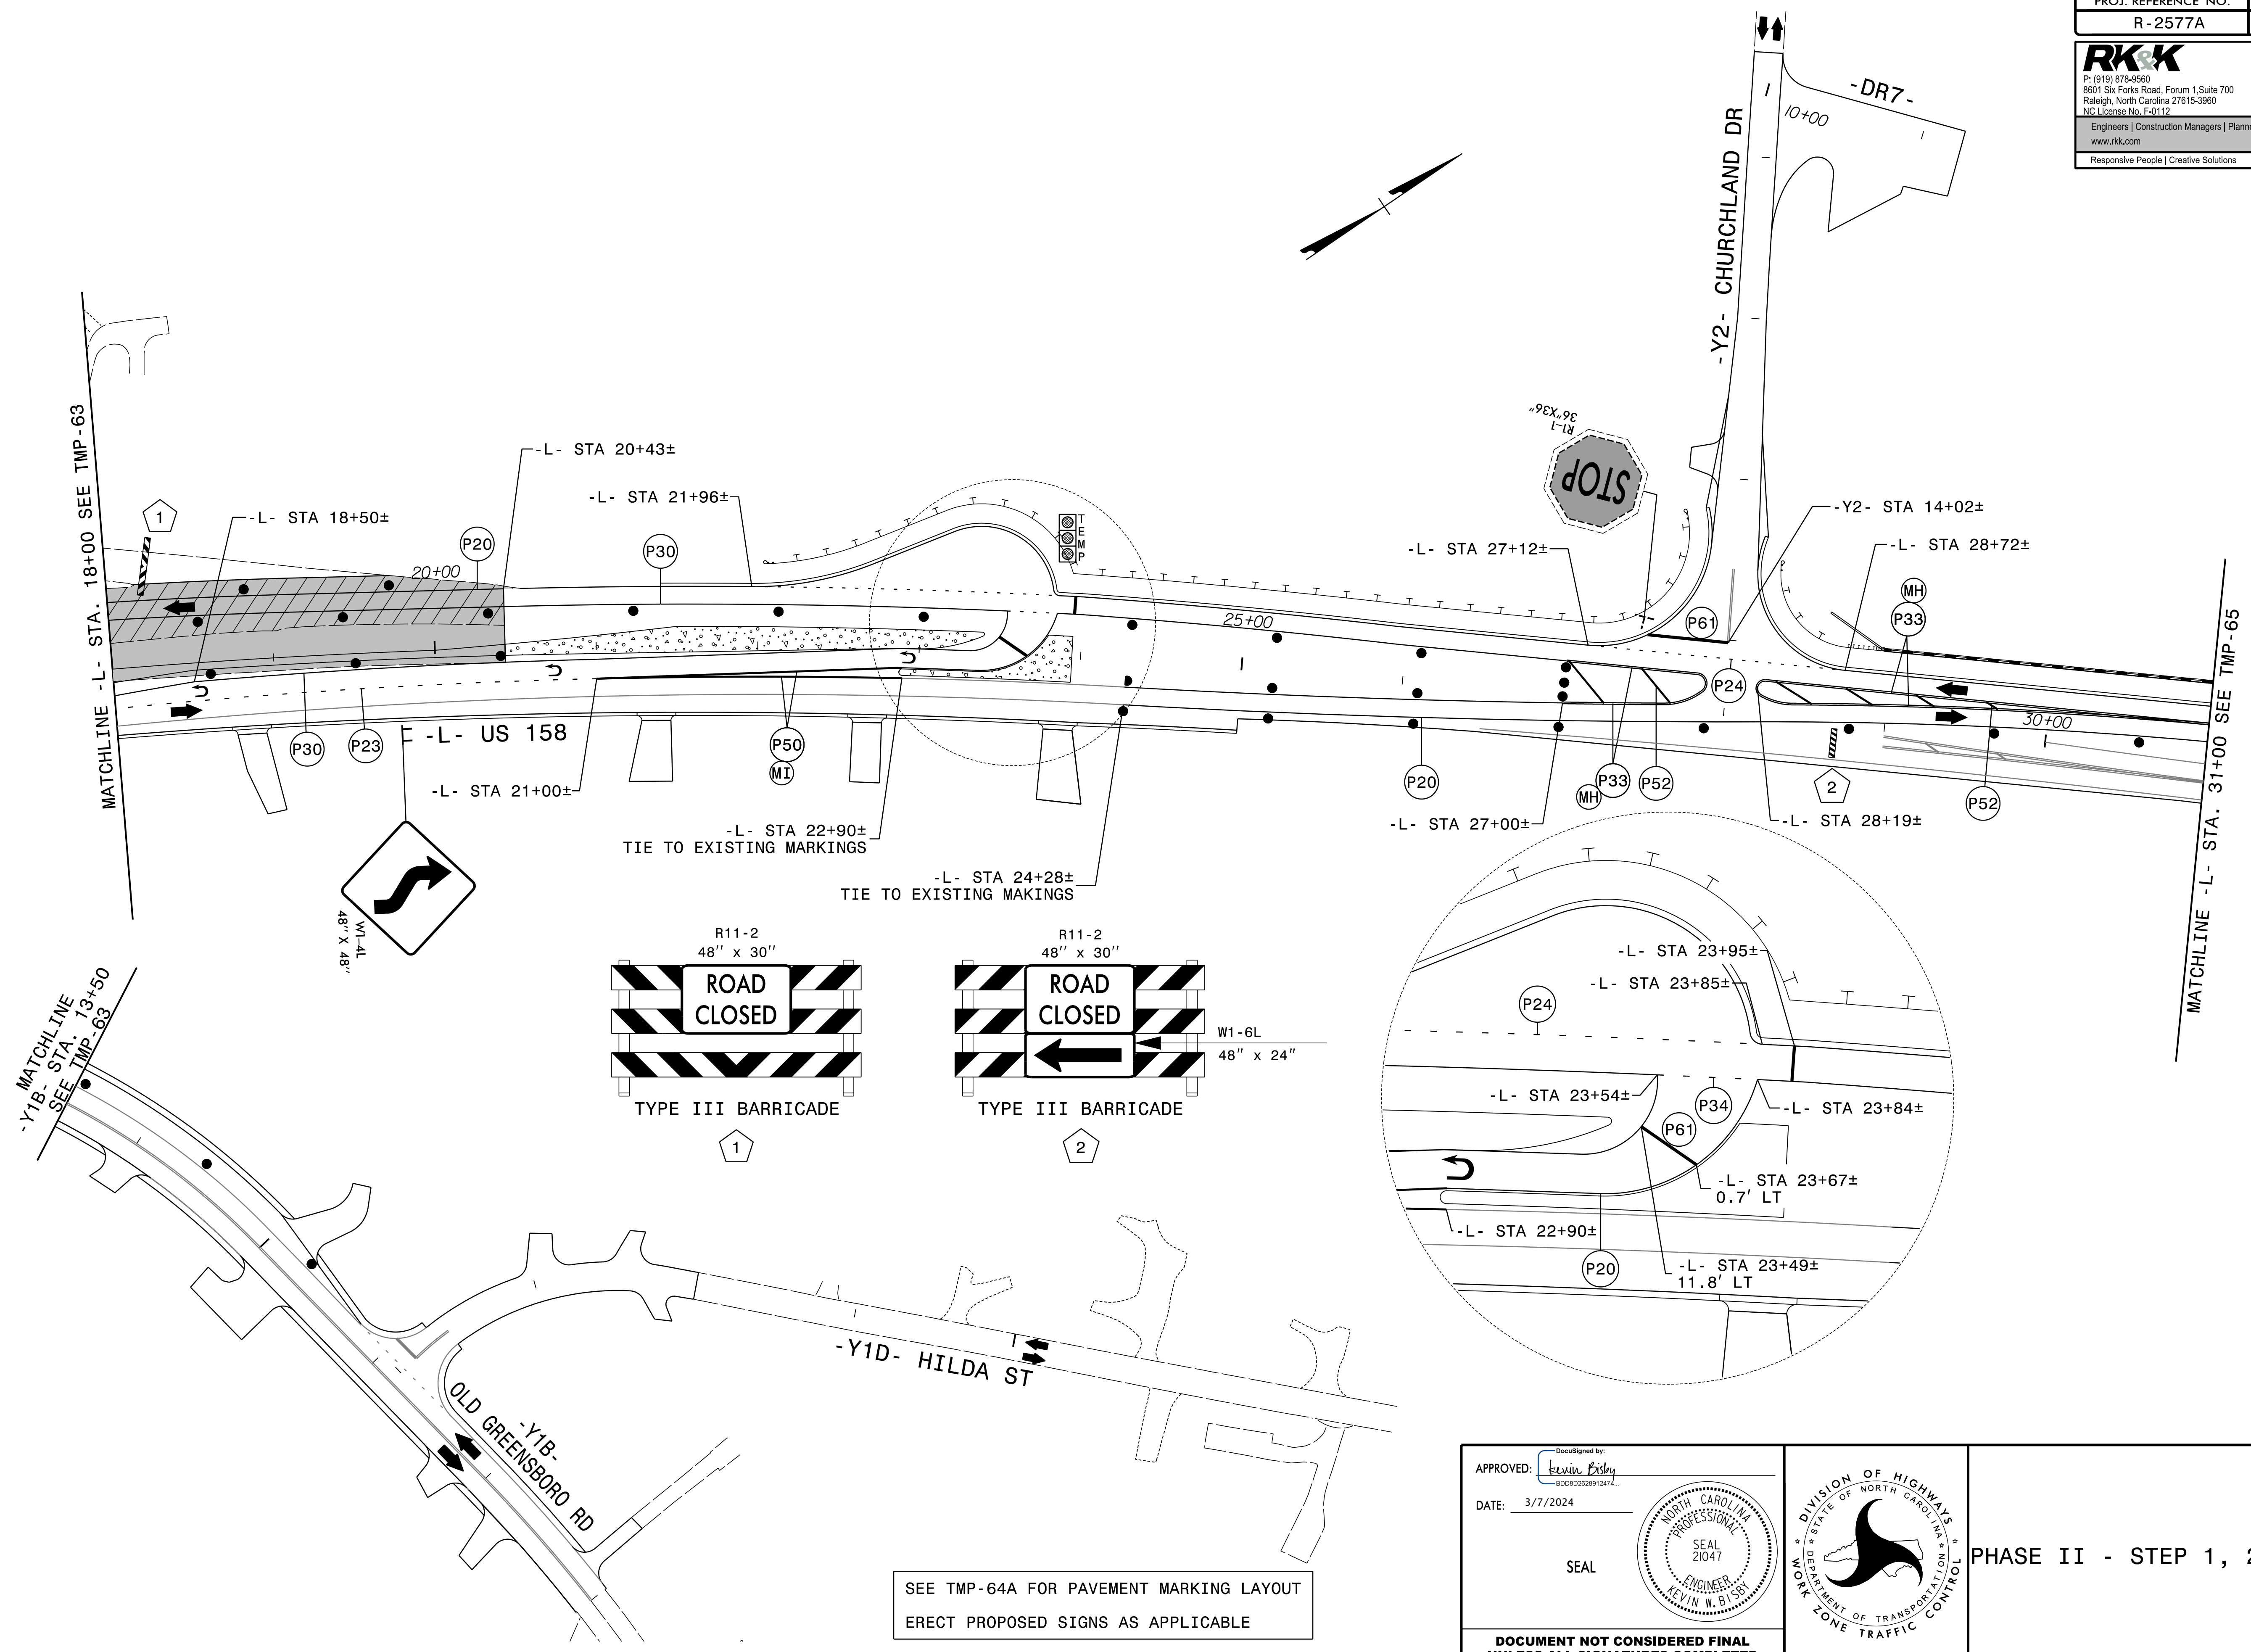 PROJ. REFERENCE NO.
R-2577A
RK&K
P: (919) 878-9560
8601 Six Forks Road, Forum 1,Suite 700
Raleigh, North Carolina 27615-3960
NC License No. F-0112
Engineers | Construction Managers |
www.rkk.com
Responsive People | Creative Solutions
-DR7-
10+00
-Y2- CHURCHLAND DR
MATCHLINE -L- STA. 18+00 SEE TMP-63
1
-L- STA 18+50±
P20
20+00
-L- STA 20+43±
-L- STA 21+96±
P30
TEMP
25+00
R1-1
36"X36"
STOP
-L- STA 27+12±
P61
-Y2- STA 14+02±
-L- STA 28+72±
MH
P33
P24
30+00
MATCHLINE -L- STA. 31+00 SEE TMP-65
P30
P23
-L- US 158
P50
MI
-L- STA 21+00±
-L- STA 22+90±
TIE TO EXISTING MARKINGS
-L- STA 24+28±
TIE TO EXISTING MAKINGS
P20
MH
P33
P52
2
P52
-L- STA 27+00±
-L- STA 28+19±
W1-4L
48" X 48"
R11-2
48" x 30"
ROAD
CLOSED
TYPE III BARRICADE
1
R11-2
48" x 30"
ROAD
CLOSED
W1-6L
48" x 24"
TYPE III BARRICADE
2
-L- STA 23+95±
-L- STA 23+85±
P24
-L- STA 23+54±
P34
-L- STA 23+84±
P61
-L- STA 23+67±
0.7' LT
-L- STA 22+90±
P20
-L- STA 23+49±
11.8' LT
MATCHLINE
-Y1B- STA. 13+50
SEE TMP-63
-Y1D- HILDA ST
-Y1B-
OLD GREENSBORO RD
SEE TMP-64A FOR PAVEMENT MARKING LAYOUT
ERECT PROPOSED SIGNS AS APPLICABLE
DocuSigned by:
APPROVED: Kevin Bisby
BDD8D2628912474...
DATE: 3/7/2024
SEAL
NORTH CAROLINA
PROFESSIONAL
SEAL
21047
ENGINEER
KEVIN W. BISBY
DOCUMENT NOT CONSIDERED FINAL
UNLESS ALL SIGNATURES COMPLETED
DIVISION OF HIGHWAYS
STATE OF NORTH CAROLINA
DEPARTMENT OF TRANSPORTATION
WORK ZONE TRAFFIC CONTROL
PHASE II - STEP 1,